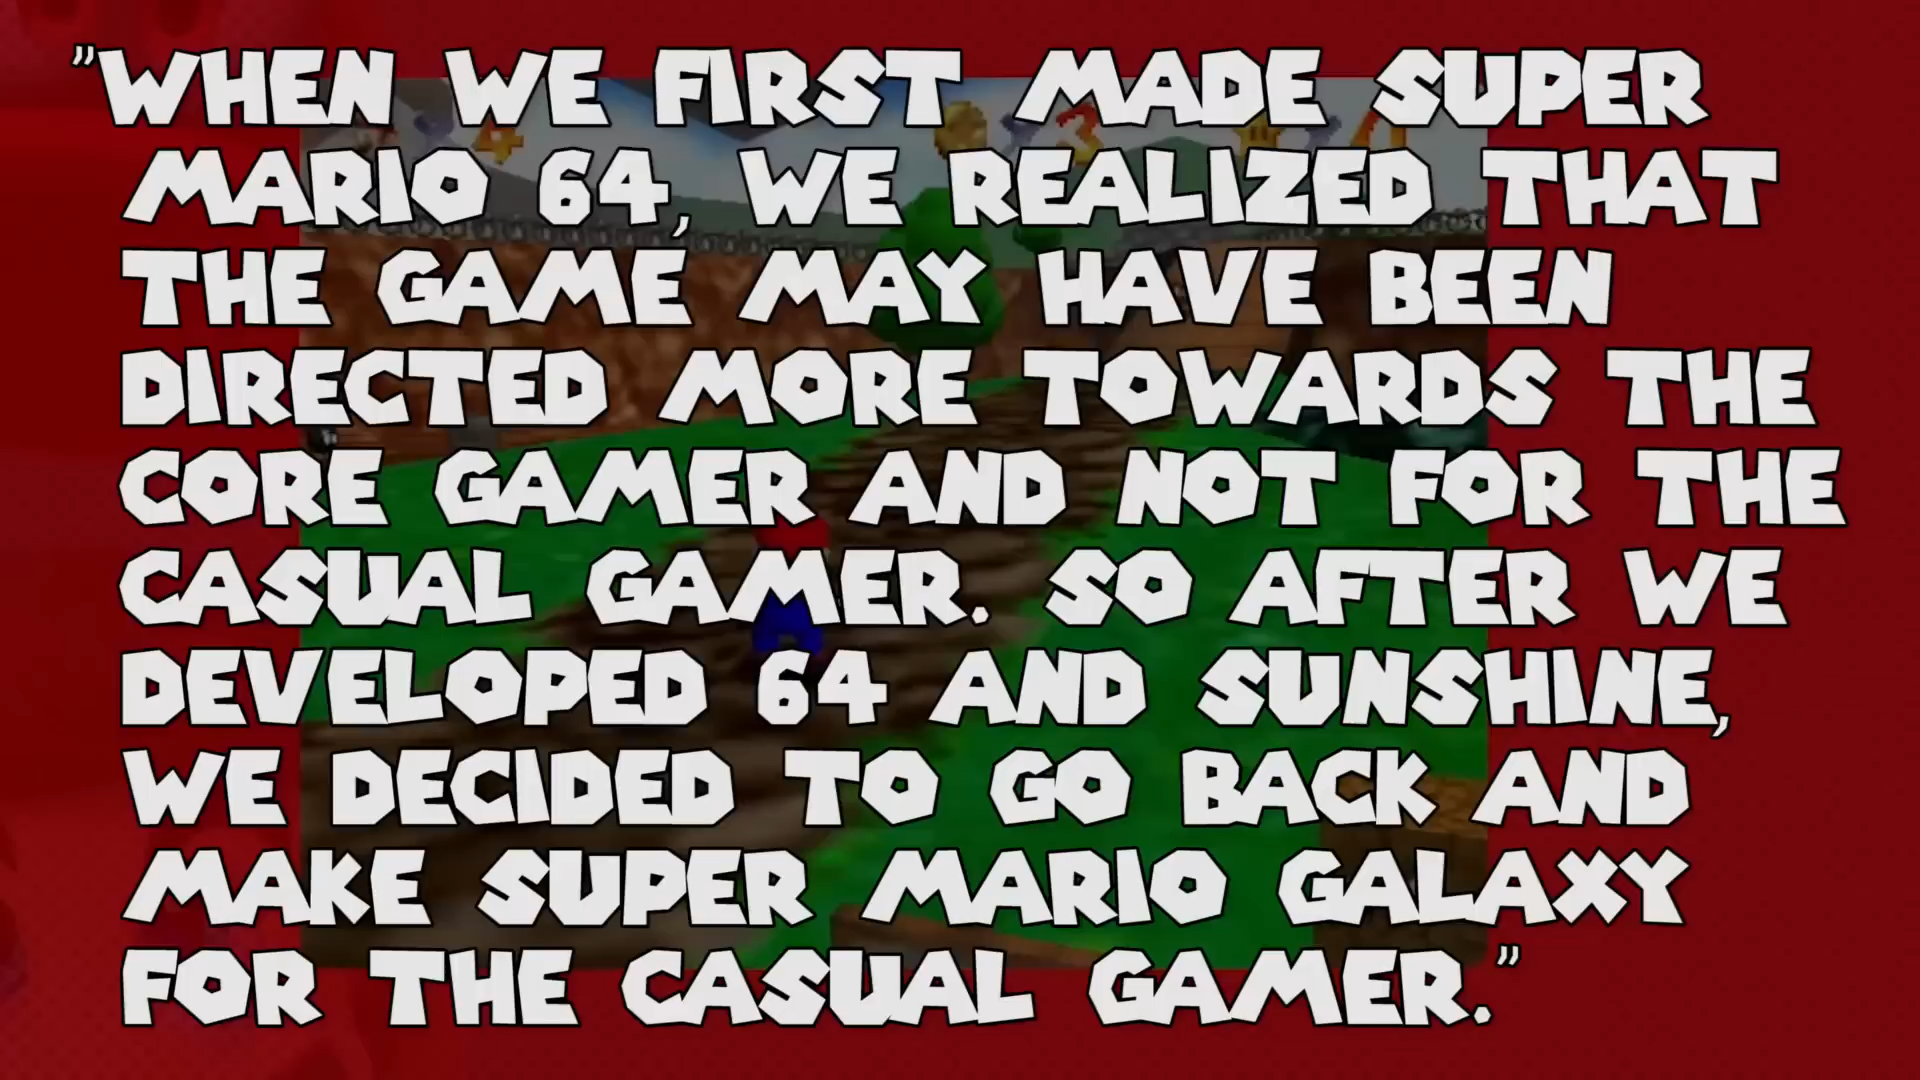 "WHEN WE FIRST MADE SUPER
MARIO 64, WE REALIZED THAT
THE GAME MAY HAVE BEEN
DIRECTED MORE TOWARDS THE
CORE GAMER AND NOT FOR THE
CASUAL GAMER. SO AFTER WE
DEVELOPED 64 AND SUNSHINE,
WE DECIDED TO GO BACK AND
MAKE SUPER MARIO GALAXY
FOR THE CASUAL GAMER."